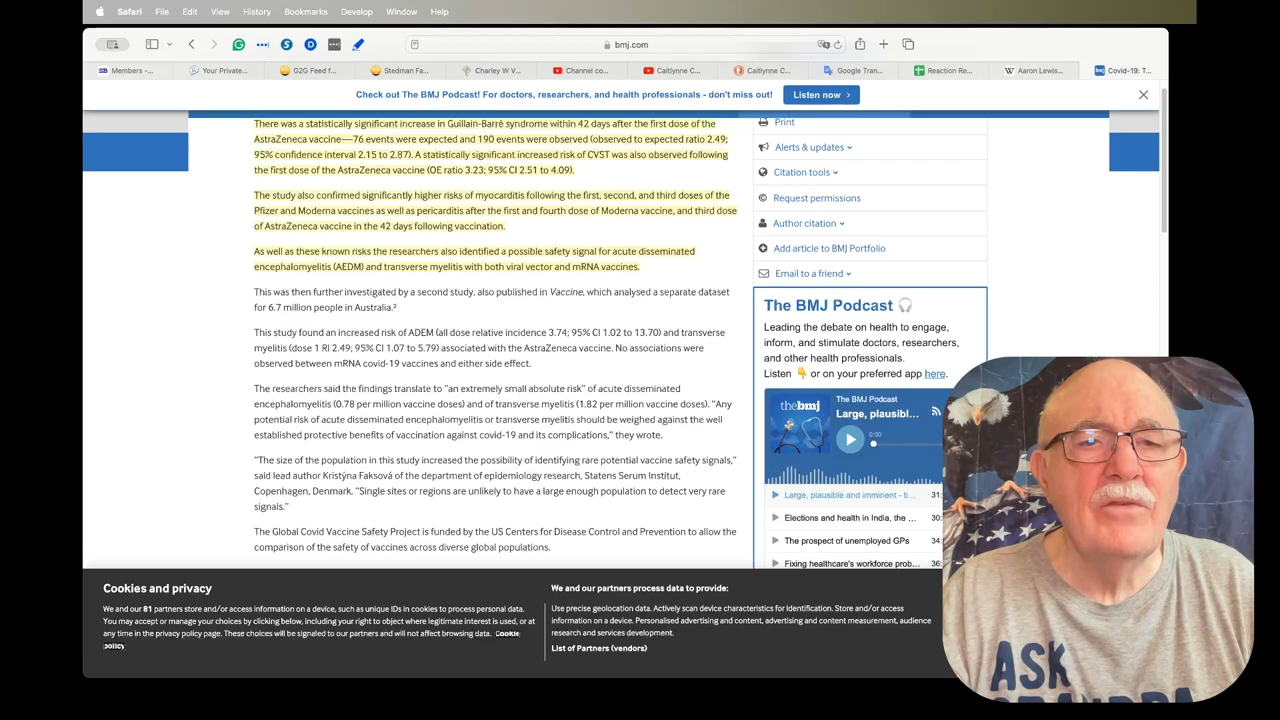 Safari File Edit View History Bookmarks Develop Window Help
bmj.com
SB Members -...
Your Private...
G2G Feed f...
Stedman Fa...
Charley W V...
Channel co...
Caitlynne C...
Caitlynne C...
Google Tran...
Reaction Re...
W Aaron Lewis...
thebmj Covid-19: T...
Check out The BMJ Podcast! For doctors, researchers, and health professionals - don't miss out! Listen now
There was a statistically significant increase in Guillain-Barré syndrome within 42 days after the first dose of the
AstraZeneca vaccine—76 events were expected and 190 events were observed (observed to expected ratio 2.49;
95% confidence interval 2.15 to 2.87). A statistically significant increased risk of CVST was also observed following
the first dose of the AstraZeneca vaccine (OE ratio 3.23; 95% CI 2.51 to 4.09).
The study also confirmed significantly higher risks of myocarditis following the first, second, and third doses of the
Pfizer and Moderna vaccines as well as pericarditis after the first and fourth dose of Moderna vaccine, and third dose
of AstraZeneca vaccine in the 42 days following vaccination.
As well as these known risks the researchers also identified a possible safety signal for acute disseminated
encephalomyelitis (AEDM) and transverse myelitis with both viral vector and mRNA vaccines.
This was then further investigated by a second study, also published in Vaccine, which analysed a separate dataset
for 6.7 million people in Australia.2
This study found an increased risk of ADEM (all dose relative incidence 3.74; 95% CI 1.02 to 13.70) and transverse
myelitis (dose 1 RI 2.49; 95% CI 1.07 to 5.79) associated with the AstraZeneca vaccine. No associations were
observed between mRNA covid-19 vaccines and either side effect.
The researchers said the findings translate to "an extremely small absolute risk" of acute disseminated
encephalomyelitis (0.78 per million vaccine doses) and of transverse myelitis (1.82 per million vaccine doses). "Any
potential risk of acute disseminated encephalomyelitis should be weighed against the well
established protective benefits of vaccination against covid-19 and its complications," they wrote.
"The size of the population in this study increased the possibility of identifying rare potential vaccine safety signals,"
said lead author Kristýna Faksová of the department of epidemiology research, Statens Serum Institut,
Copenhagen, Denmark. "Single sites or regions are unlikely to have a large enough population to detect very rare
signals."
The Global Covid Vaccine Safety Project is funded by the US Centers for Disease Control and Prevention to allow the
comparison of the safety of vaccines across diverse global populations.
Print
Alerts & updates
Citation tools
Request permissions
Author citation
Add article to BMJ Portfolio
Email to a friend
The BMJ Podcast
Leading the debate on health to engage,
inform, and stimulate doctors, researchers,
and other health professionals.
Listen or on your preferred app here.
thebmj
The BMJ Podcast
Large, plausibl...
0:00
Large, plausible and imminent - ti... 31:
Elections and health in India, the ... 30:
The prospect of unemployed GPs 34:
Fixing healthcare's workforce prob... 36:
Cookies and privacy
We and our 81 partners store and/or access information on a device, such as unique IDs in cookies to process personal data.
You may accept or manage your choices by clicking below, including your right to object where legitimate interest is used, or at
any time in the privacy policy page. These choices will be signaled to our partners and will not affect browsing data. Cookie
policy
We and our partners process data to provide:
Use precise geolocation data. Actively scan device characteristics for identification. Store and/or access
information on a device. Personalised advertising and content, advertising and content measurement, audience
research and services development.
List of Partners (vendors)
ASK